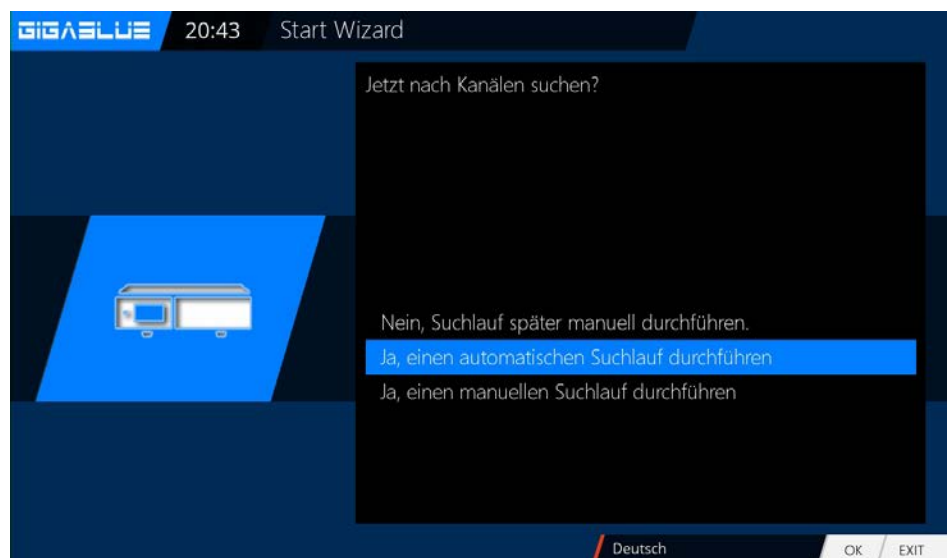 GIGABLUE 20:43 Start Wizard
Jetzt nach Kanälen suchen?
Nein, Suchlauf später manuell durchführen.
Ja, einen automatischen Suchlauf durchführen
Ja, einen manuellen Suchlauf durchführen
Deutsch OK EXIT